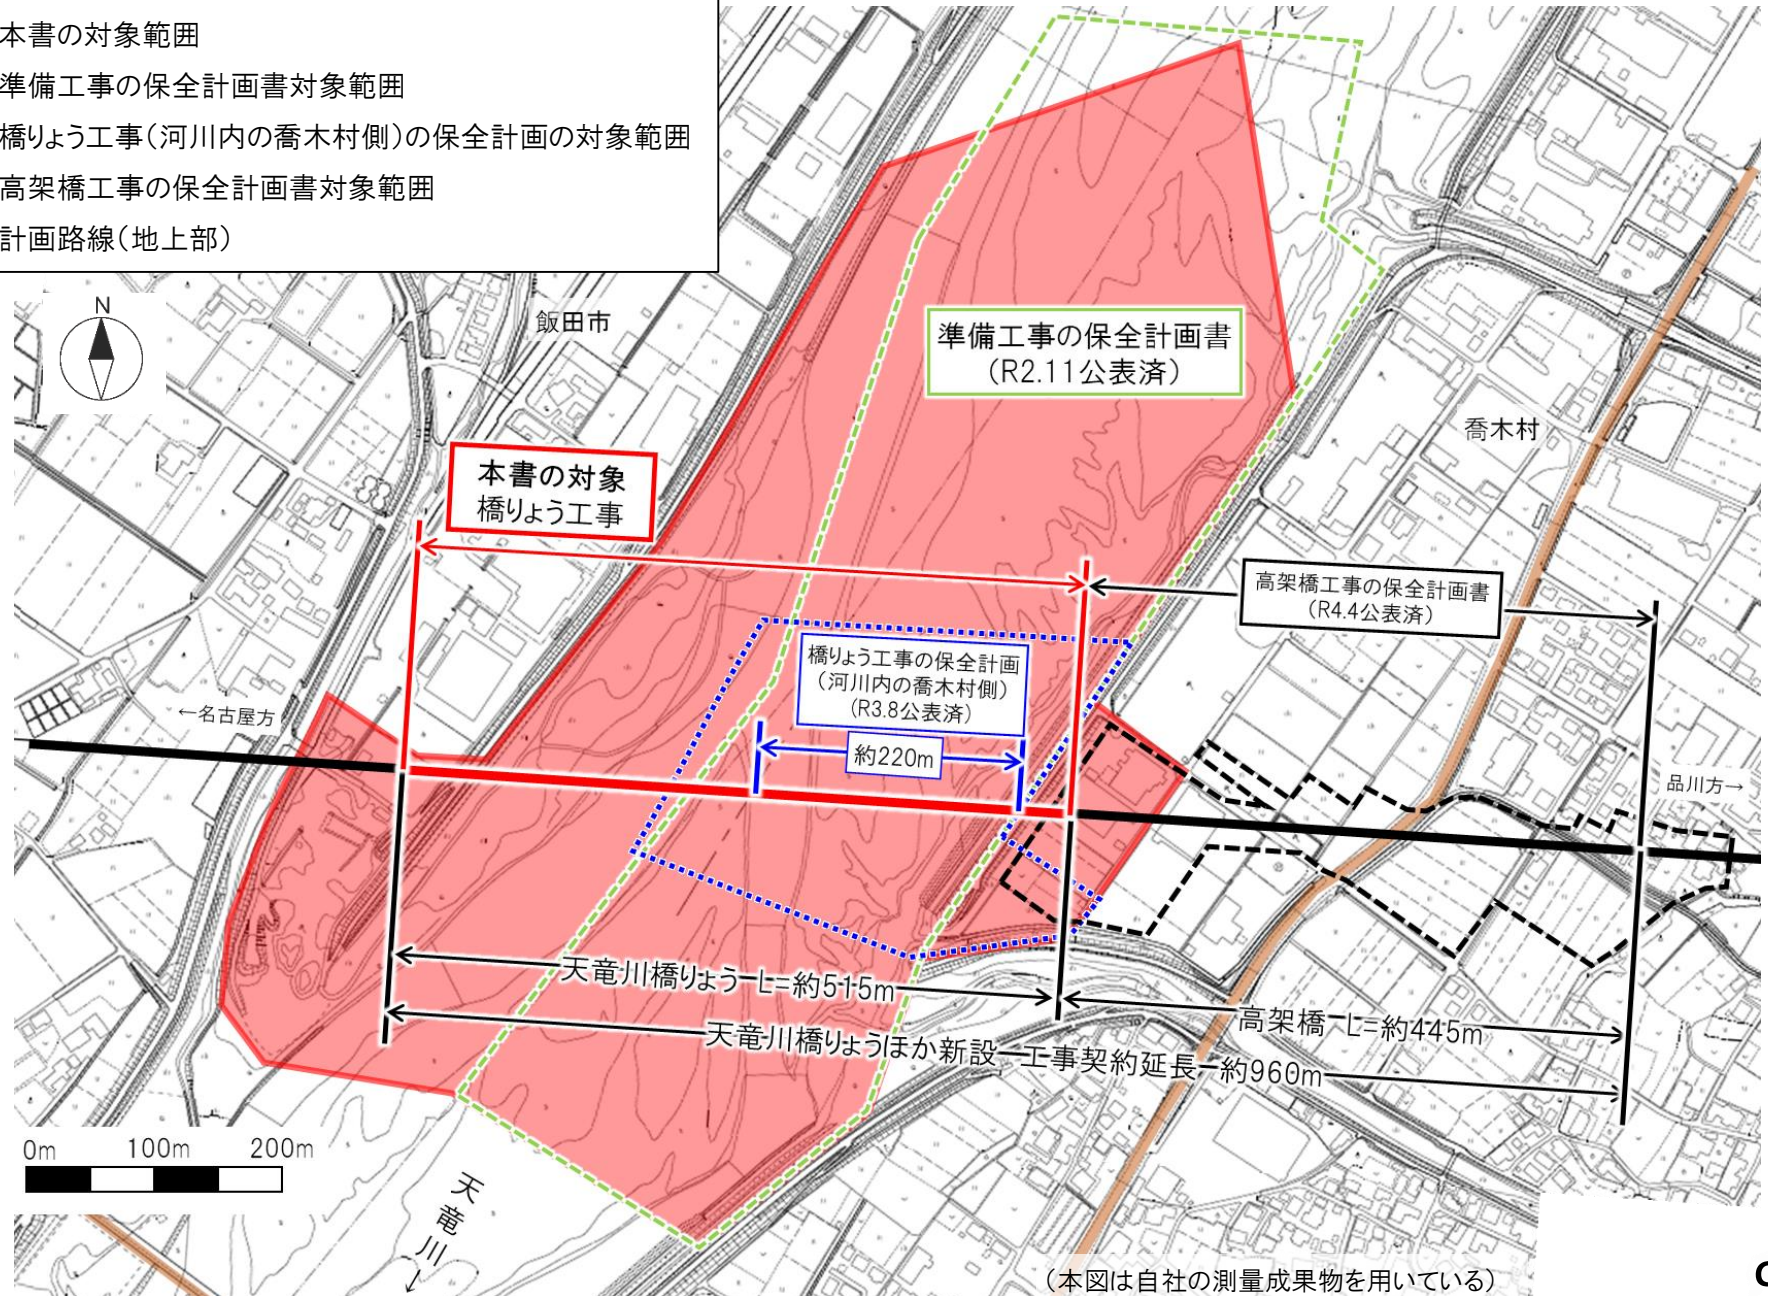 本書の対象範囲
準備工事の保全計画書対象範囲
橋りょう工事(河川内の喬木村側)の保全計画の対象範囲
高架橋工事の保全計画書対象範囲
計画路線(地上部)
N
飯田市
準備工事の保全計画書
(R2.11公表済)
喬木村
本書の対象
橋りょう工事
高架橋工事の保全計画書
(R4.4公表済)
橋りょう工事の保全計画
(河川内の喬木村側)
(R3.8公表済)
←名古屋方
約220m
品川方→
天竜川橋りょう L=約515m
高架橋 L=約445m
天竜川橋りょうほか新設 工事契約延長 約960m
0m 100m 200m
天竜川
(本図は自社の測量成果物を用いている)